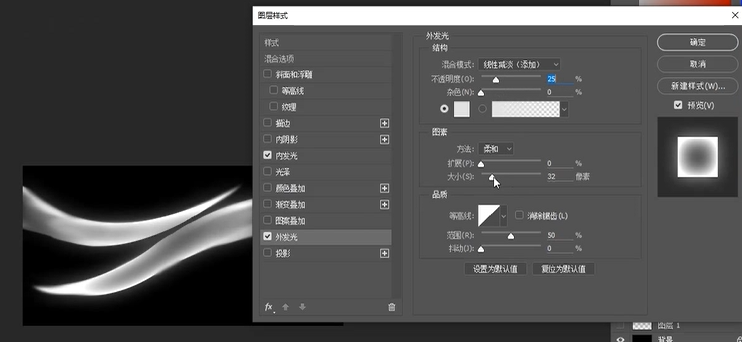 图层样式
样式
混合选项
斜面和浮雕
等高线
纹理
描边
内阴影
内发光
光泽
颜色叠加
渐变叠加
图案叠加
外发光
投影
fx
外发光
结构
混合模式: 线性减淡（添加）
不透明度(O): 25 %
杂色(N): 0 %
图素
方法: 柔和
扩展(P): 0 %
大小(S): 32 像素
品质
等高线: 消除锯齿 (L)
范围(R): 50 %
抖动(J): 0 %
设置为默认值 复位为默认值
确定
取消
新建样式(W)...
预览(V)
图层 1
背景